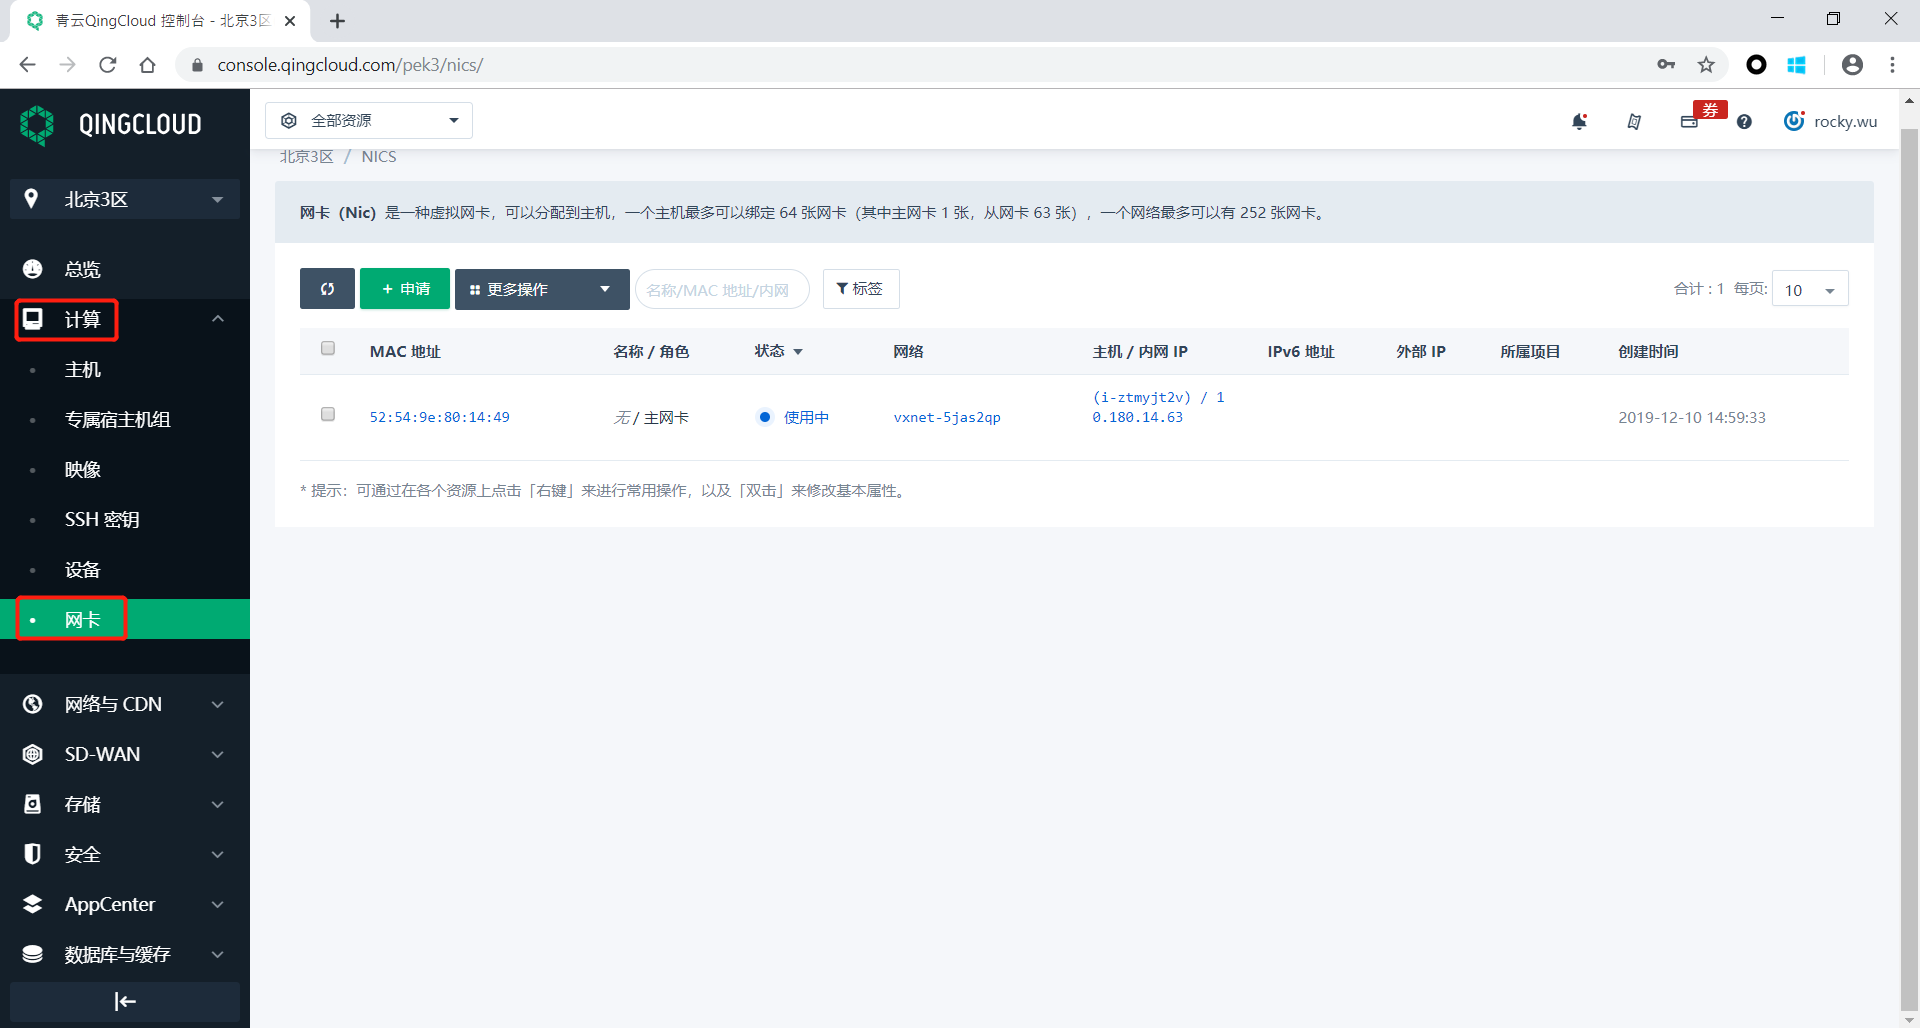 青云QingCloud 控制台 - 北京3区
console.qingcloud.com/pek3/nics/
QINGCLOUD
全部资源
券
rocky.wu
北京3区
总览
计算
主机
专属宿主机组
映像
SSH 密钥
设备
网卡
网络与 CDN
SD-WAN
存储
安全
AppCenter
数据库与缓存
北京3区 / NICS
网卡（Nic）是一种虚拟网卡，可以分配到主机，一个主机最多可以绑定 64 张网卡（其中主网卡 1 张，从网卡 63 张），一个网络最多可以有 252 张网卡。
+ 申请 更多操作 名称/MAC 地址/内网 标签 合计 : 1 每页: 10
MAC 地址 名称 / 角色 状态 网络 主机 / 内网 IP IPv6 地址 外部 IP 所属项目 创建时间
52:54:9e:80:14:49 无 / 主网卡 使用中 vxnet-5jas2qp (i-ztmyjt2v) / 1 2019-12-10 14:59:33
0.180.14.63
* 提示：可通过在各个资源上点击「右键」来进行常用操作，以及「双击」来修改基本属性。